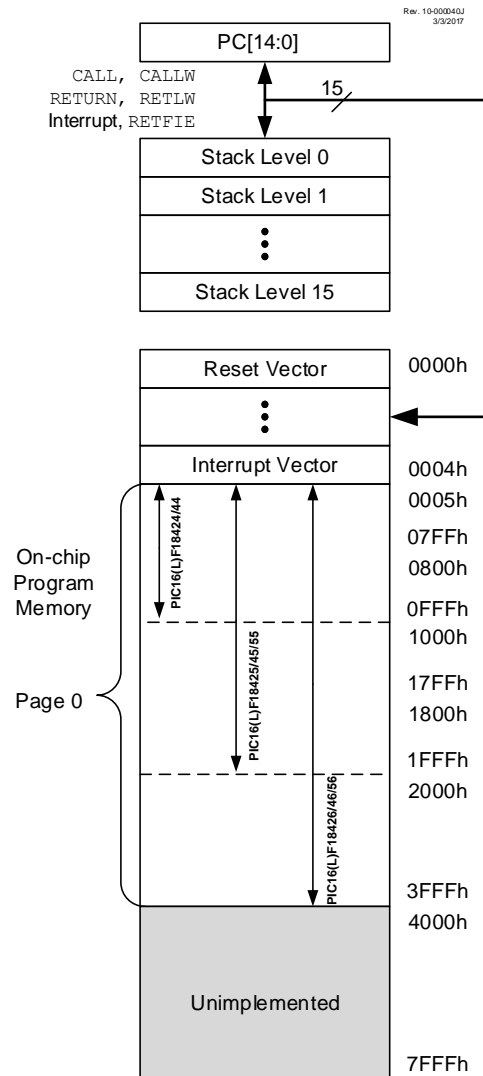 Rev. 10-000040J
3/3/2017
PC[14:0]
CALL, CALLW
RETURN, RETLW
Interrupt, RETFIE
15
Stack Level 0
Stack Level 1
Stack Level 15
Reset Vector
0000h
Interrupt Vector
0004h
0005h
07FFh
0800h
0FFFh
1000h
17FFh
1800h
1FFFh
2000h
3FFFh
4000h
On-chip
Program
Memory
Page 0
PIC16(L)F18424/44
PIC16(L)F18425/45/55
PIC16(L)F18426/46/56
Unimplemented
7FFFh